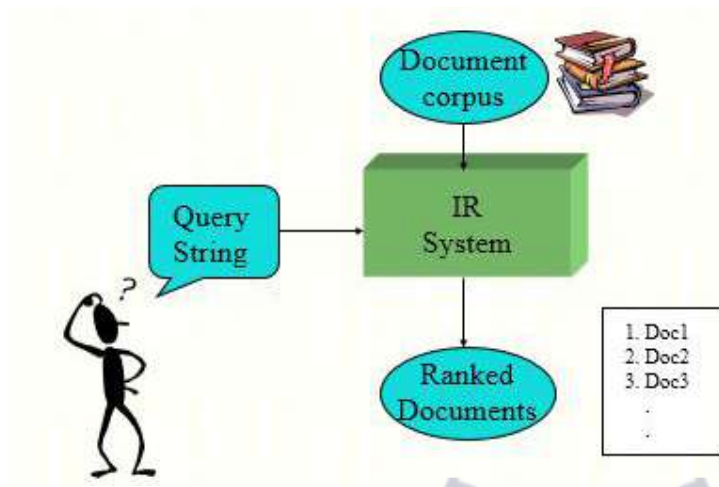 Document
corpus
Query
String
IR
System
?
Ranked
Documents
1. Doc1
2. Doc2
3. Doc3
.
.